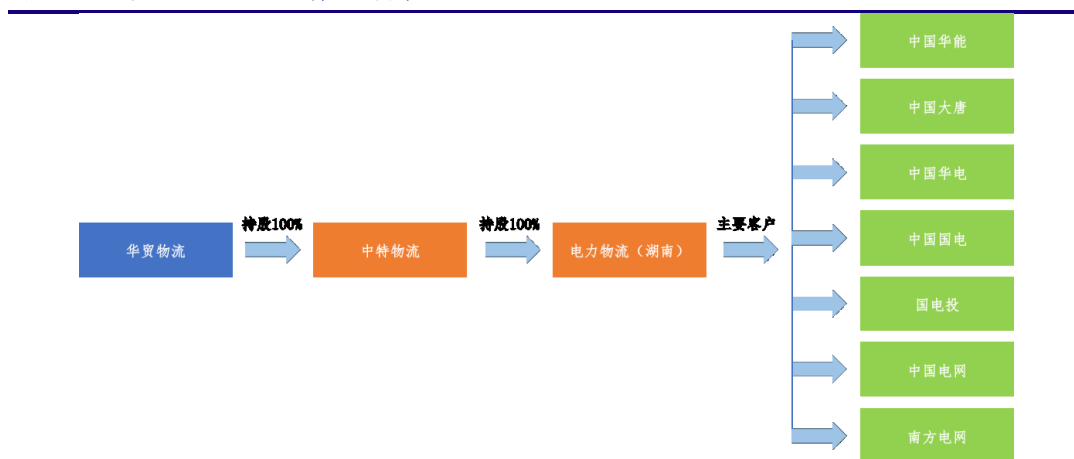 中国华能
中国大唐
中国华电
持股100%
持股100%
主要客户
华贸物流
中特物流
电力物流（湖南）
中国国电
国电投
中国电网
南方电网